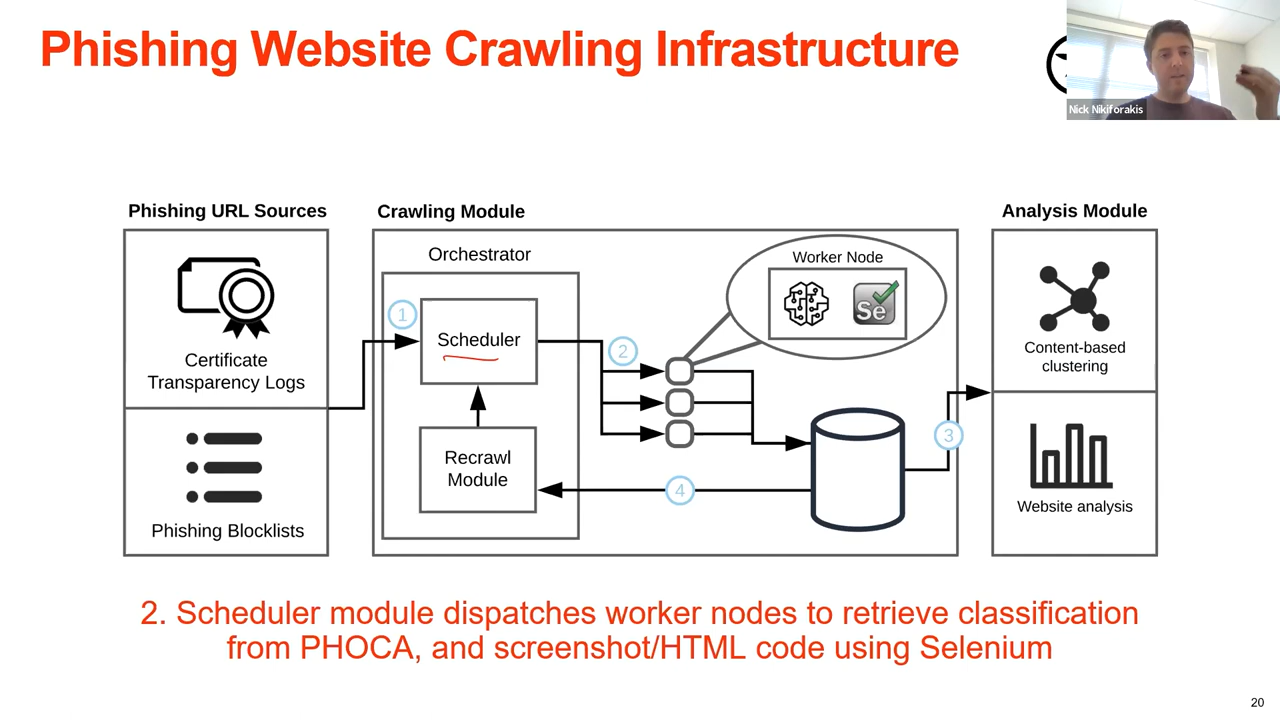 Phishing Website Crawling Infrastructure
Nick Nikiforakis
Phishing URL Sources
Certificate
Transparency Logs
Phishing Blocklists
Crawling Module
Orchestrator
1
Scheduler
Recrawl
Module
2
Worker Node
Se
3
4
Analysis Module
Content-based
clustering
Website analysis
2. Scheduler module dispatches worker nodes to retrieve classification
from PHOCA, and screenshot/HTML code using Selenium
20